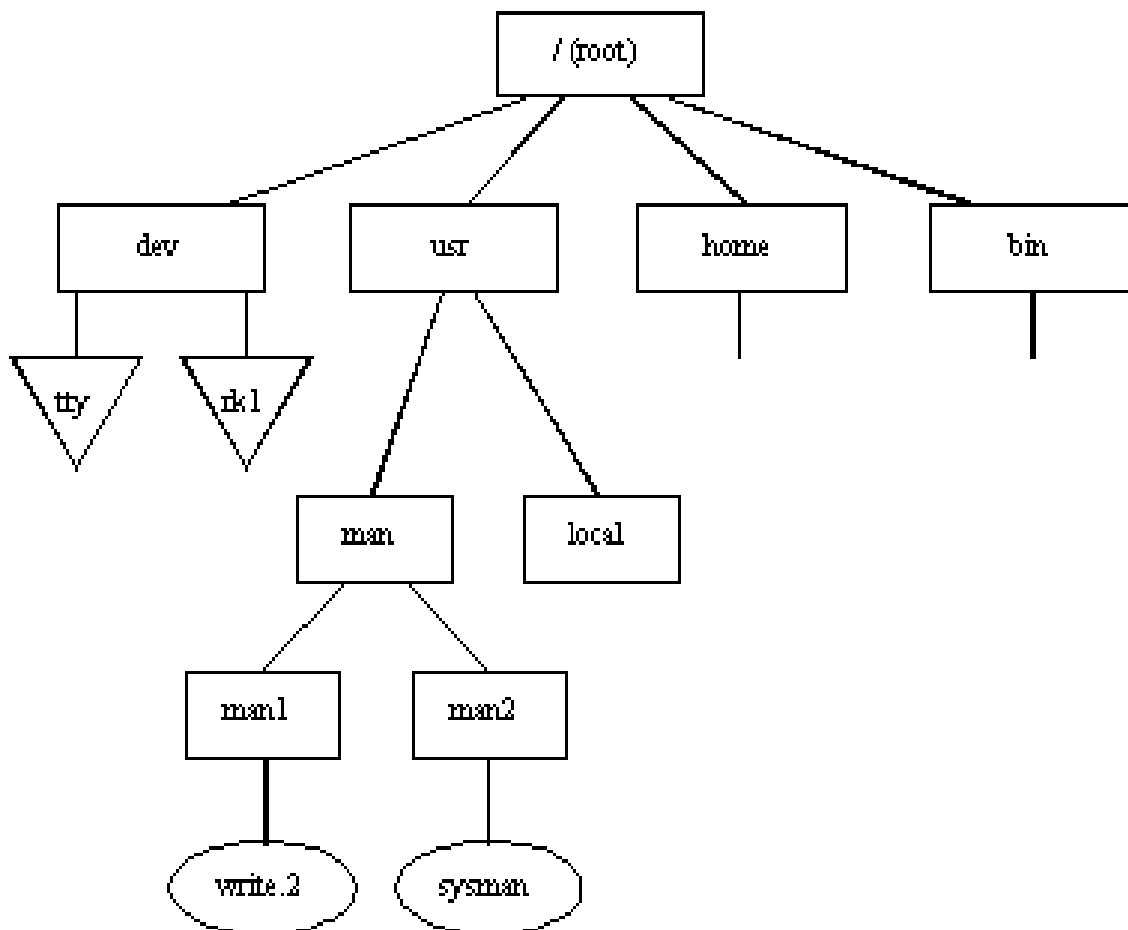 / (root)
dev
usr
home
bin
tty
rk1
man
local
man1
man2
write.2
sysman